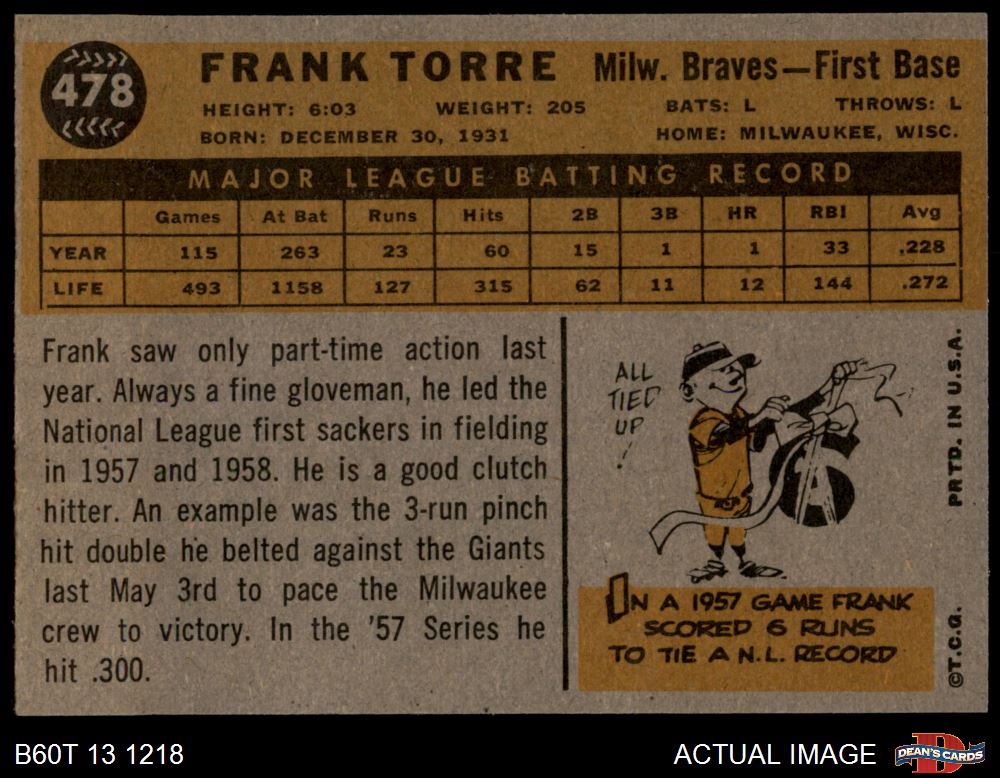 478
FRANK TORRE Milw. Braves—First Base
HEIGHT: 6:03 WEIGHT: 205 BATS: L THROWS: L
BORN: DECEMBER 30, 1931 HOME: MILWAUKEE, WISC.
MAJOR LEAGUE BATTING RECORD
Games At Bat Runs Hits 2B 3B HR RBI Avg
YEAR 115 263 23 60 15 1 1 33 .228
LIFE 493 1158 127 315 62 11 12 144 .272
Frank saw only part-time action last
year. Always a fine gloveman, he led the
National League first sackers in fielding
in 1957 and 1958. He is a good clutch
hitter. An example was the 3-run pinch
hit double he belted against the Giants
last May 3rd to pace the Milwaukee
crew to victory. In the '57 Series he
hit .300.
ALL
TIED
UP
6
IN A 1957 GAME FRANK
SCORED 6 RUNS
TO TIE A N.L. RECORD
©T.C.G. PRTD. IN U.S.A.
B60T 13 1218 ACTUAL IMAGE DEAN'S CARDS